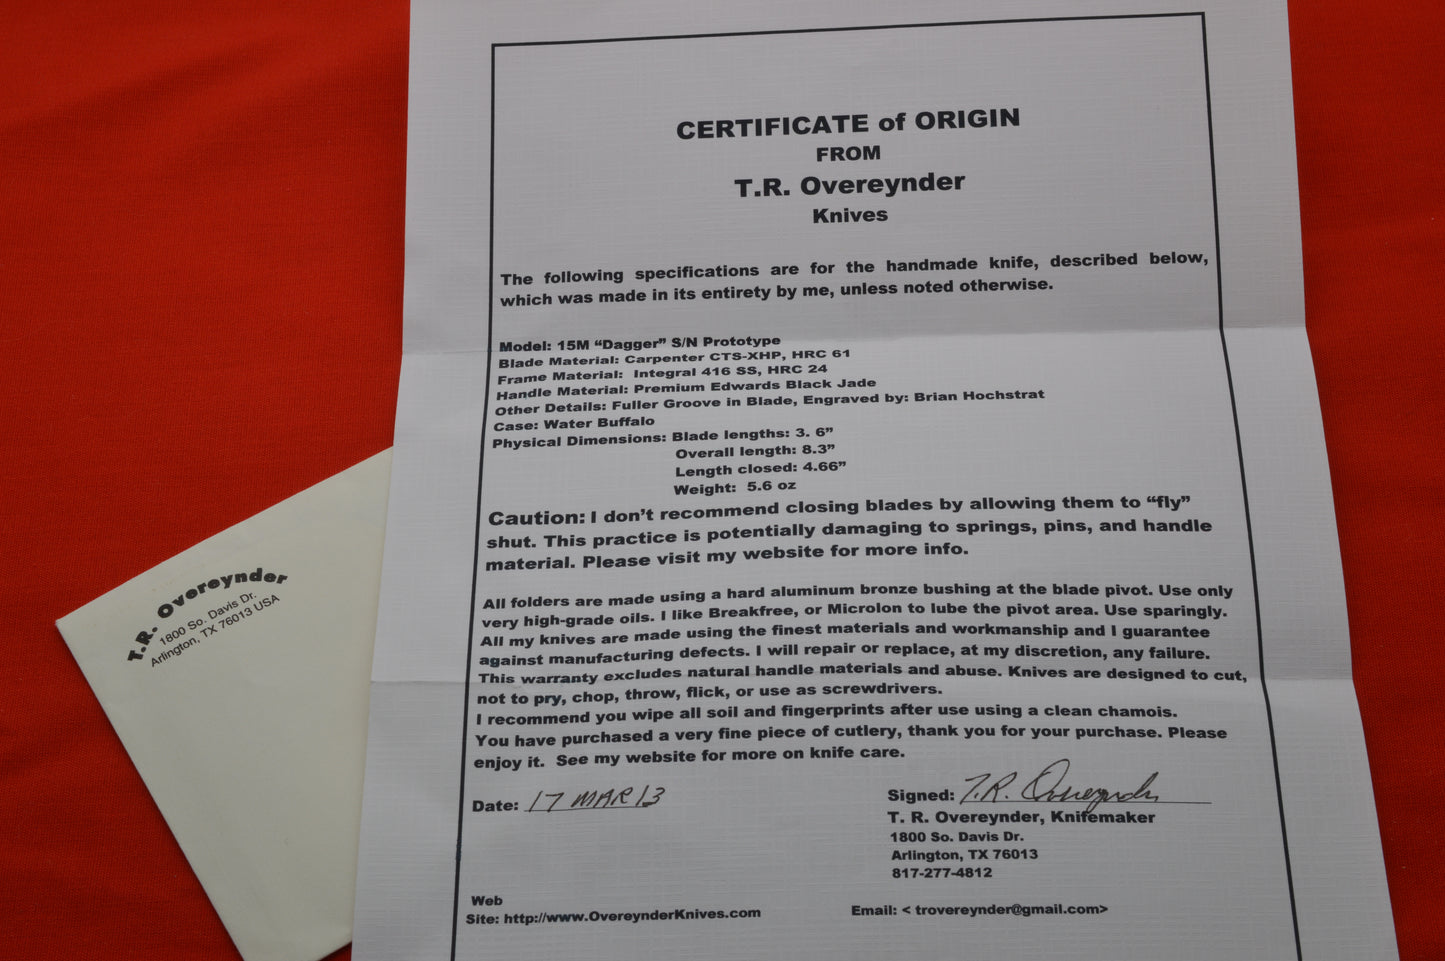 CERTIFICATE of ORIGIN
FROM
T.R. Overeynder
Knives
The following specifications are for the handmade knife, described below,
which was made in its entirety by me, unless noted otherwise.
Model: 15M “Dagger” S/N Prototype
Blade Material: Carpenter CTS-XHP, HRC 61
Frame Material: Integral 416 SS, HRC 24
Handle Material: Premium Edwards Black Jade
Other Details: Fuller Groove in Blade, Engraved by: Brian Hochstrat
Case: Water Buffalo
Physical Dimensions: Blade lengths: 3. 6”
Overall length: 8.3”
Length closed: 4.66”
Weight: 5.6 oz
Caution: I don’t recommend closing blades by allowing them to “fly”
shut. This practice is potentially damaging to springs, pins, and handle
material. Please visit my website for more info.
All folders are made using a hard aluminum bronze bushing at the blade pivot. Use only
very high-grade oils. I like Breakfree, or Microlon to lube the pivot area. Use sparingly.
All my knives are made using the finest materials and workmanship and I guarantee
against manufacturing defects. I will repair or replace, at my discretion, any failure.
This warranty excludes natural handle materials and abuse. Knives are designed to cut,
not to pry, chop, throw, flick, or use as screwdrivers.
I recommend you wipe all soil and fingerprints after use using a clean chamois.
You have purchased a very fine piece of cutlery, thank you for your purchase. Please
enjoy it. See my website for more on knife care.
Date: 17 MAR 13
Signed: T.R. Overeynder
T. R. Overeynder, Knifemaker
1800 So. Davis Dr.
Arlington, TX 76013
817-277-4812
Web
Site: http://www.OvereynderKnives.com
Email: < trovereynder@gmail.com>
T.R. Overeynder
1800 So. Davis Dr.
Arlington, TX 76013 USA